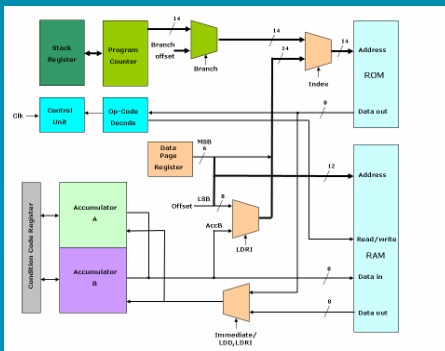 14
14
14
14
Stack
Register
Program
Counter
Branch
offset
Branch
Index
Address
ROM
Data out
8
Clk
Control
Unit
Op-Code
Decode
Data
Page
Register
MSB
6
12
Address
LSB
8
Offset
AccB
LDRI
Read/write
RAM
Condition Code Register
Accumulator
A
Accumulator
B
8
Data in
8
Data out
Immediate/
LDD,LDRI